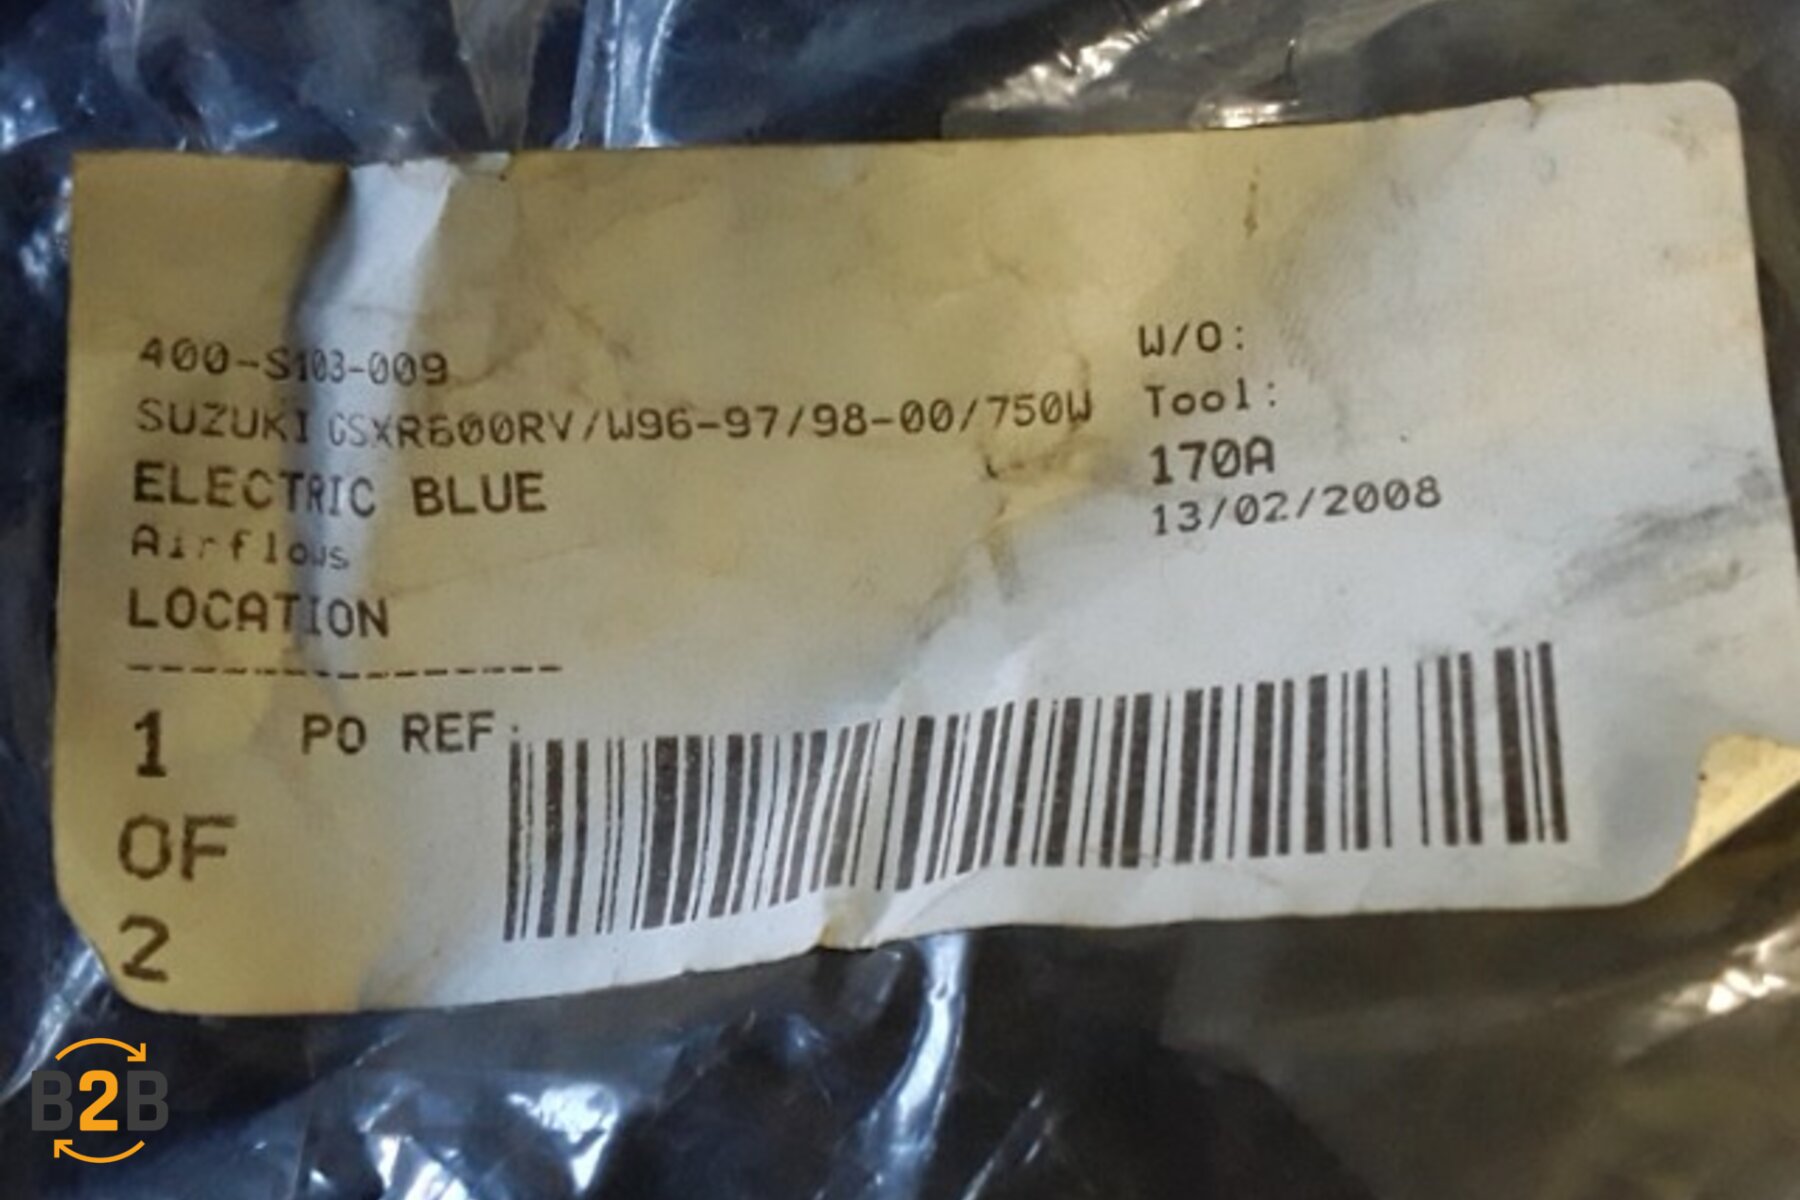 400-S103-009
SUZUKI GSXR600RV/W96-97/98-00/750W
ELECTRIC BLUE
Airflows
LOCATION
---------------
1
OF
2
PO REF:
W/O:
Tool:
170A
13/02/2008
B2B